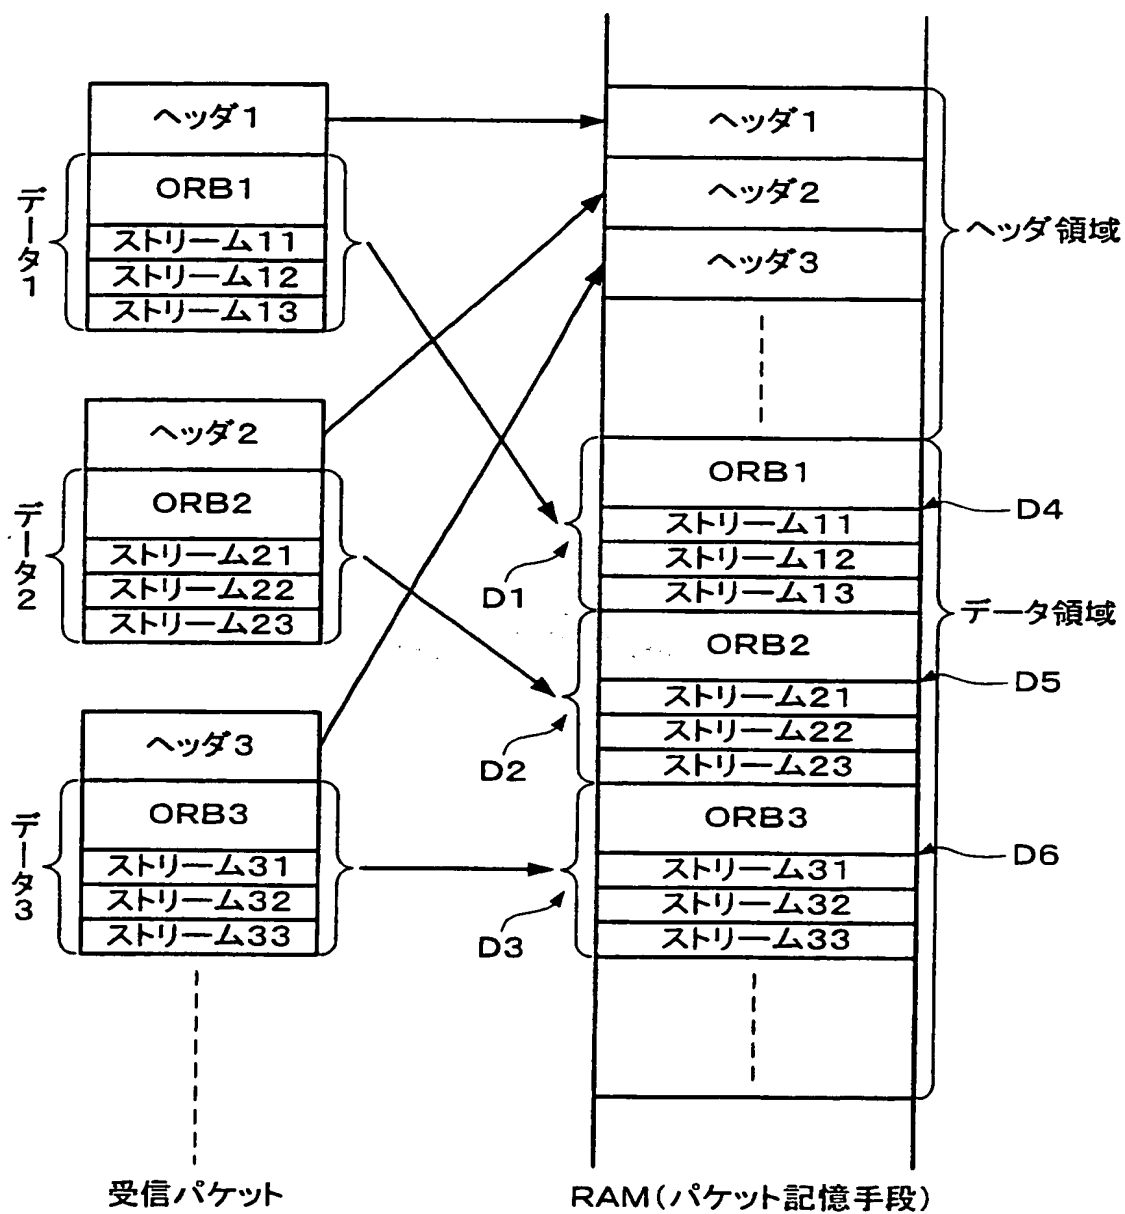 ヘッダ1
ORB1
ストリーム11
ストリーム12
ストリーム13
データ1
ヘッダ2
ORB2
ストリーム21
ストリーム22
ストリーム23
データ2
ヘッダ3
ORB3
ストリーム31
ストリーム32
ストリーム33
データ3
受信パケット
ヘッダ1
ヘッダ2
ヘッダ3
ヘッダ領域
ORB1
ストリーム11
ストリーム12
ストリーム13
D1
D4
ORB2
ストリーム21
ストリーム22
ストリーム23
D2
D5
データ領域
ORB3
ストリーム31
ストリーム32
ストリーム33
D3
D6
RAM(パケット記憶手段)